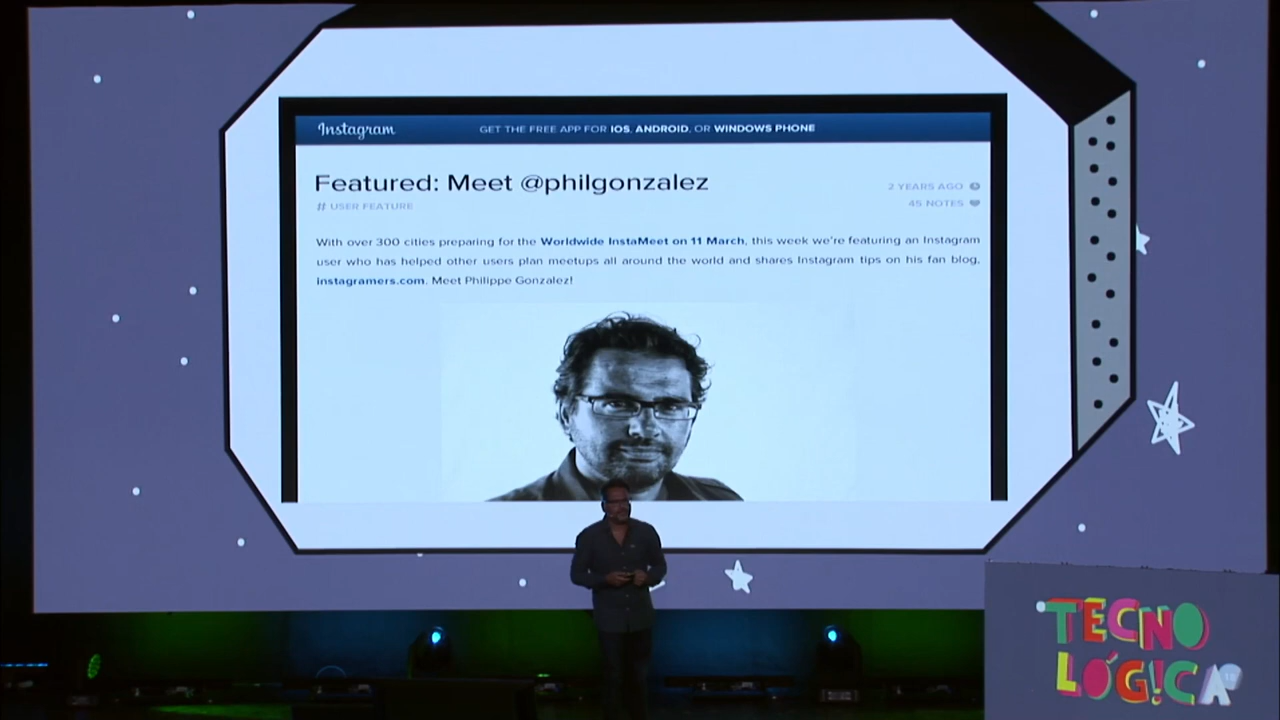 Instagram
GET THE FREE APP FOR IOS, ANDROID, OR WINDOWS PHONE
Featured: Meet @philgonzalez
2 YEARS AGO
# USER FEATURE
45 NOTES
With over 300 cities preparing for the Worldwide InstaMeet on 11 March, this week we're featuring an Instagram
user who has helped other users plan meetups all around the world and shares Instagram tips on his fan blog,
instagramers.com. Meet Philippe Gonzalez!
TECNO
LÓGICA